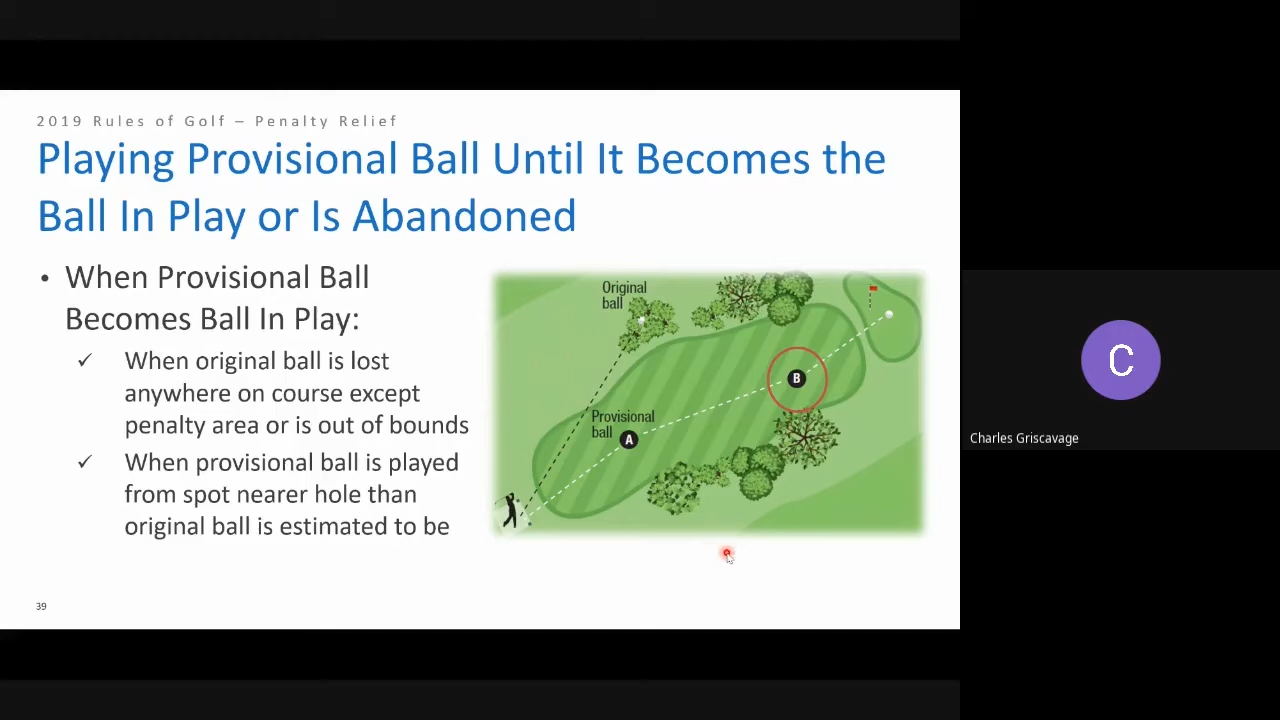 2019 Rules of Golf – Penalty Relief
Playing Provisional Ball Until It Becomes the
Ball In Play or Is Abandoned
• When Provisional Ball
Becomes Ball In Play:
✓ When original ball is lost
anywhere on course except
penalty area or is out of bounds
✓ When provisional ball is played
from spot nearer hole than
original ball is estimated to be
Original
ball
B
Provisional
ball
A
39
C
Charles Griscavage